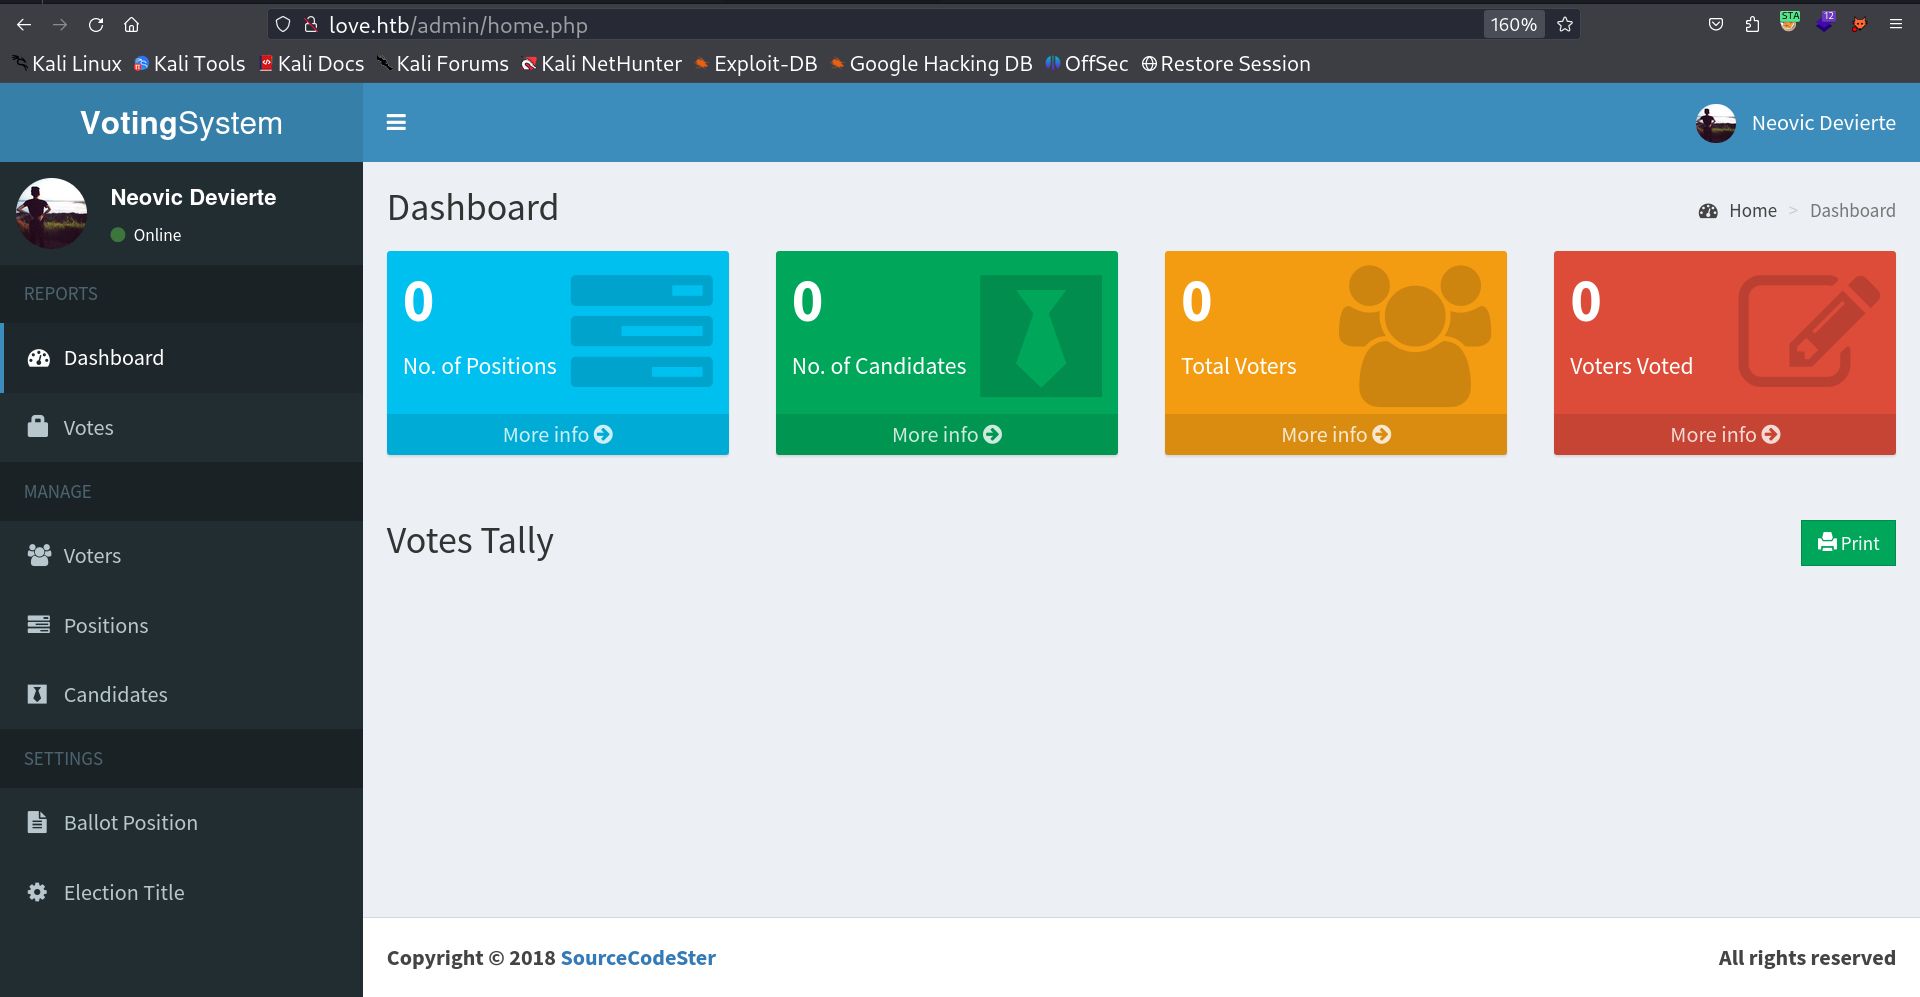 love.htb/admin/home.php 160% STA 12
Kali Linux Kali Tools Kali Docs Kali Forums Kali NetHunter Exploit-DB Google Hacking DB OffSec Restore Session
VotingSystem
Neovic Devierte
Neovic Devierte
Online
REPORTS
Dashboard
Votes
MANAGE
Voters
Positions
Candidates
SETTINGS
Ballot Position
Election Title
Dashboard
Home > Dashboard
0
No. of Positions
More info
0
No. of Candidates
More info
0
Total Voters
More info
0
Voters Voted
More info
Votes Tally
Print
Copyright © 2018 SourceCodeSter
All rights reserved